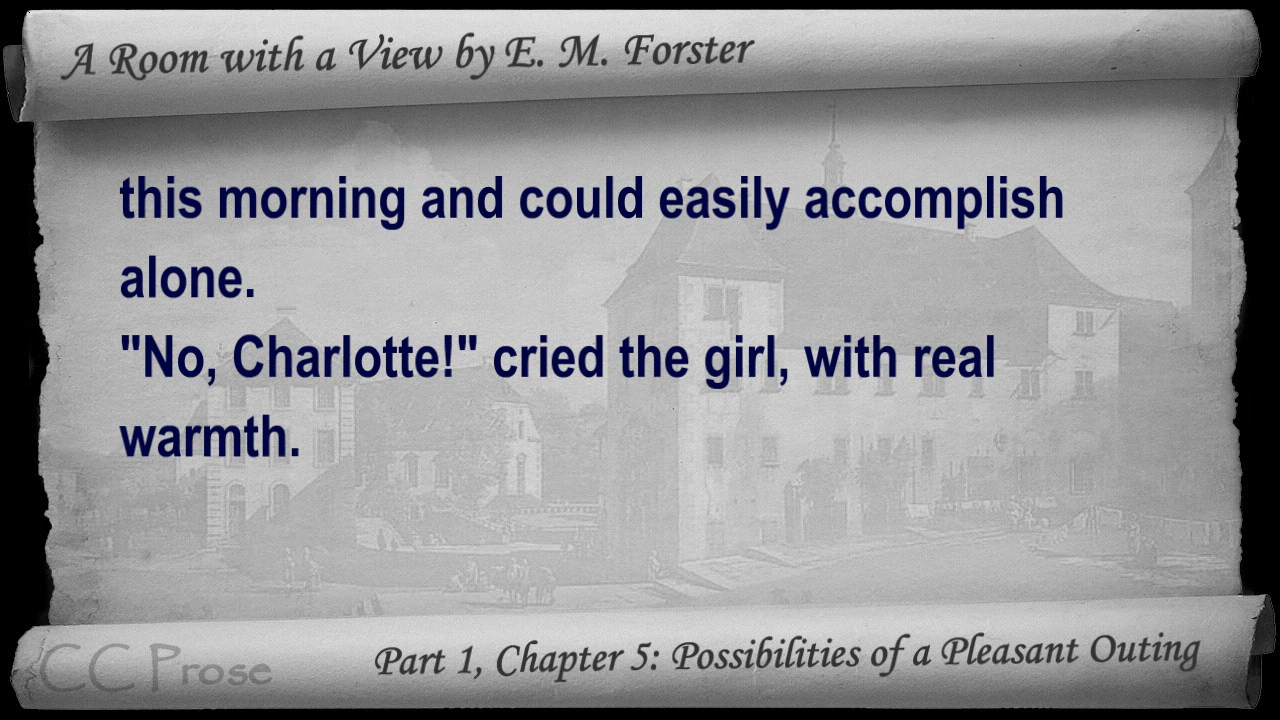 A Room with a View by E. M. Forster
this morning and could easily accomplish
alone.
"No, Charlotte!" cried the girl, with real
warmth.
CC Prose
Part 1, Chapter 5: Possibilities of a Pleasant Outing